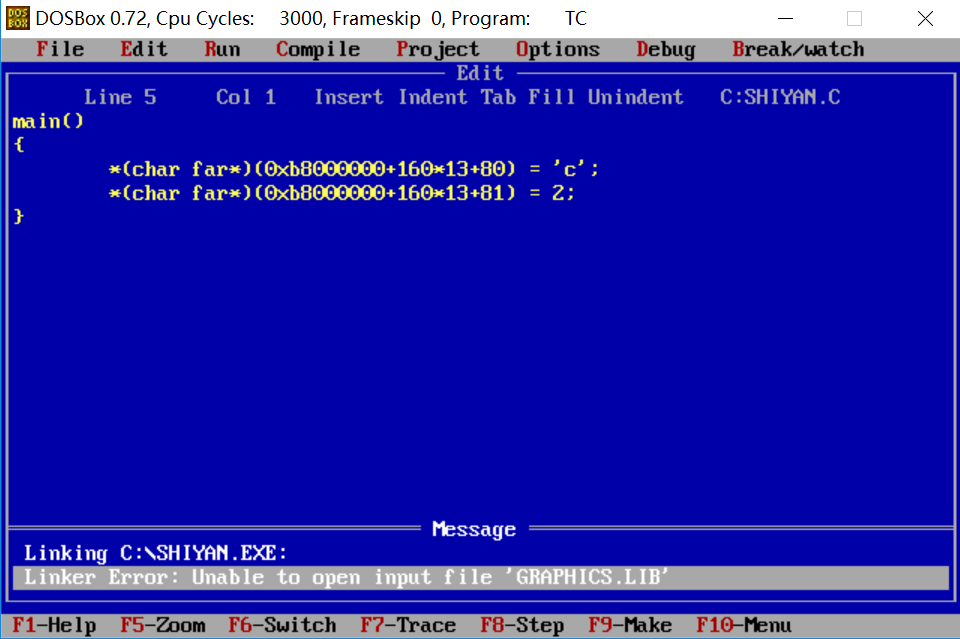 DOSBox 0.72, Cpu Cycles: 3000, Frameskip 0, Program: TC
File Edit Run Compile Project Options Debug Break/watch
Edit
Line 5 Col 1 Insert Indent Tab Fill Unindent C:SHIYAN.C
main()
{
*(char far*)(0xb8000000+160*13+80) = 'c';
*(char far*)(0xb8000000+160*13+81) = 2;
}
Message
Linking C:\SHIYAN.EXE:
Linker Error: Unable to open input file 'GRAPHICS.LIB'
F1-Help F5-Zoom F6-Switch F7-Trace F8-Step F9-Make F10-Menu